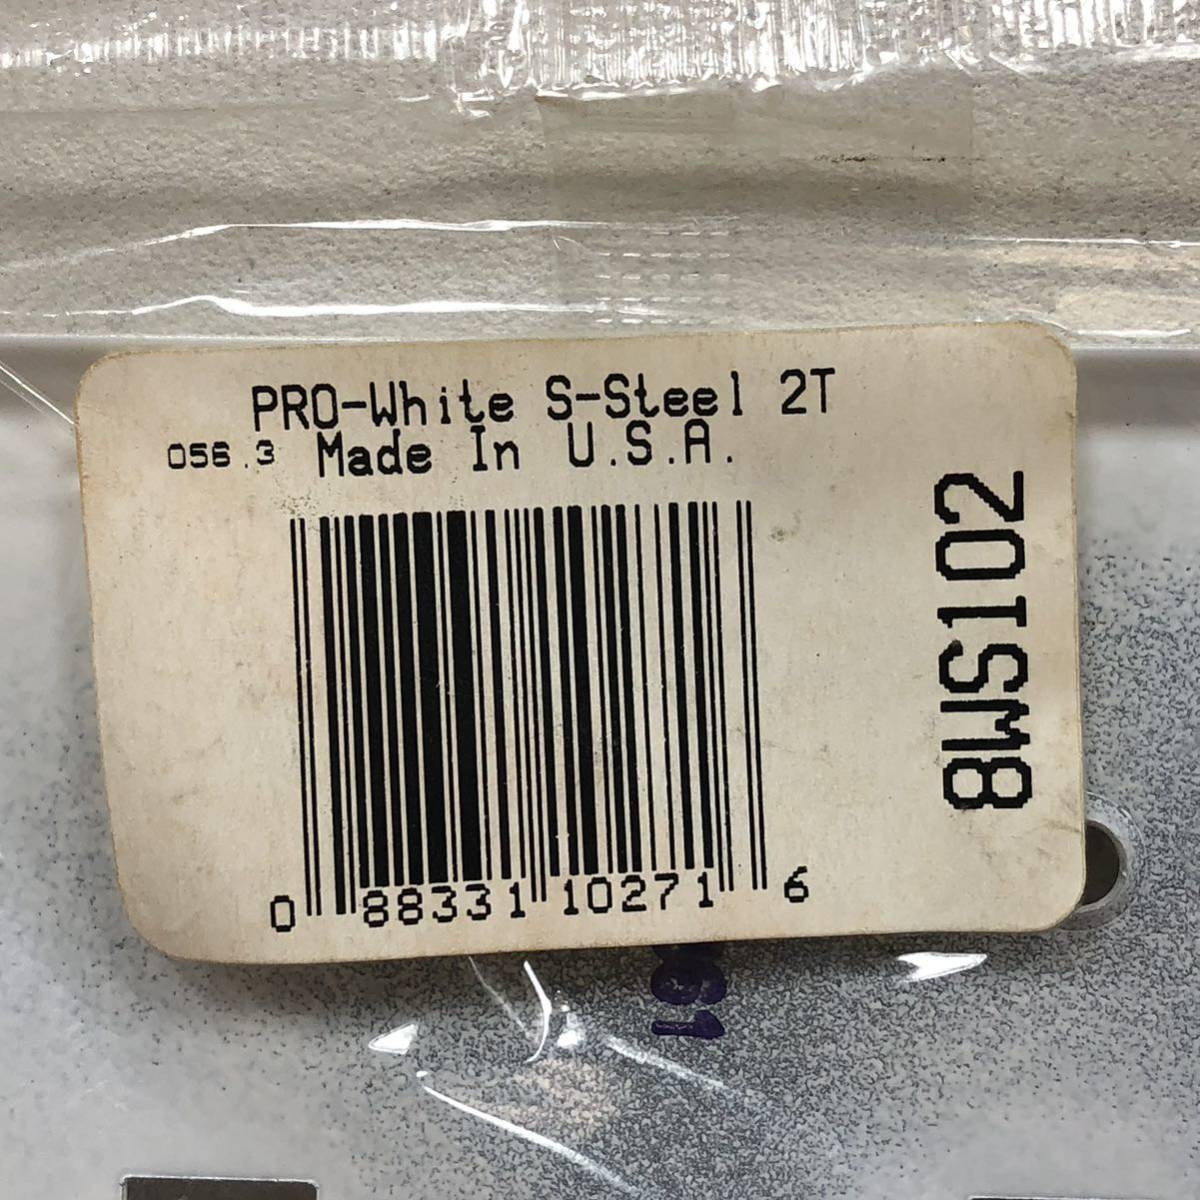 PRO-White S-Steel 2T
056.3 Made In U.S.A.
8WS102
0 88331 10271 6